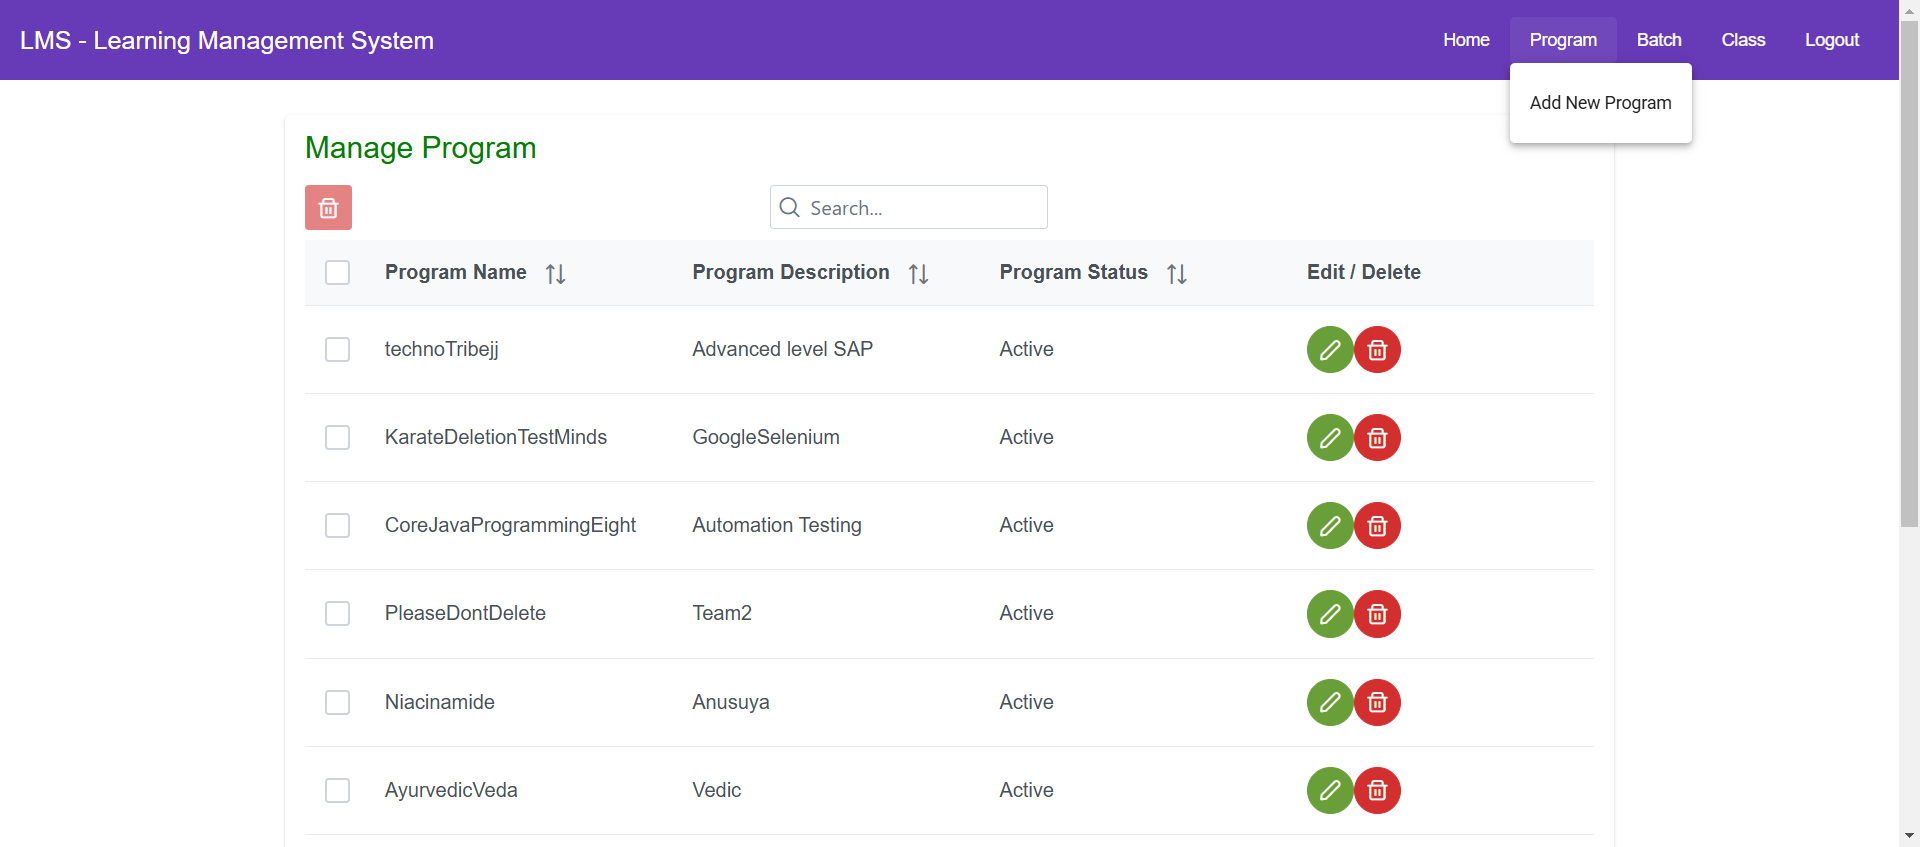 LMS - Learning Management System
Home Program Batch Class Logout
Add New Program
Manage Program
Search...
Program Name Program Description Program Status Edit / Delete
technoTribejj Advanced level SAP Active
KarateDeletionTestMinds GoogleSelenium Active
CoreJavaProgrammingEight Automation Testing Active
PleaseDontDelete Team2 Active
Niacinamide Anusuya Active
AyurvedicVeda Vedic Active